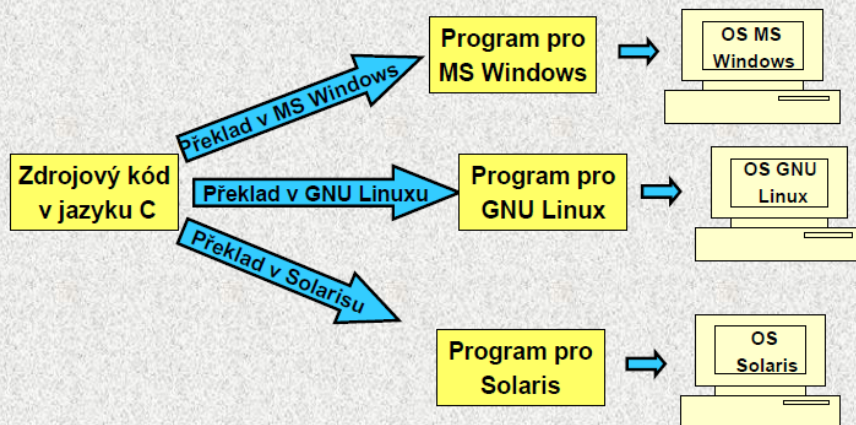 Program pro
MS Windows
OS MS
Windows
Překlad v MS Windows
Zdrojový kód
v jazyku C
Překlad v GNU Linuxu
Program pro
GNU Linux
OS GNU
Linux
Překlad v Solarisu
Program pro
Solaris
OS
Solaris